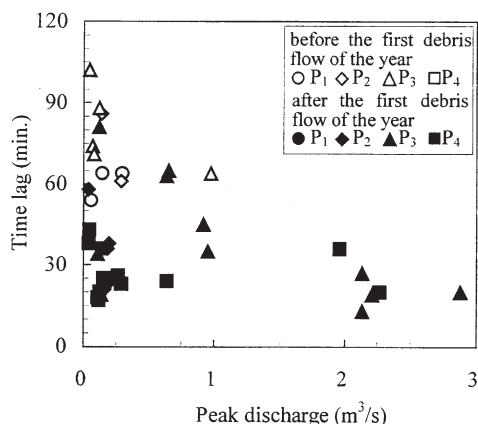 120
90
60
30
0
Time lag (min.)
before the first debris
flow of the year
○P₁ ◇P₂ △P₃ □P₄
after the first debris
flow of the year
●P₁ ◆P₂ ▲P₃ ■P₄
0 1 2 3
Peak discharge (m³/s)